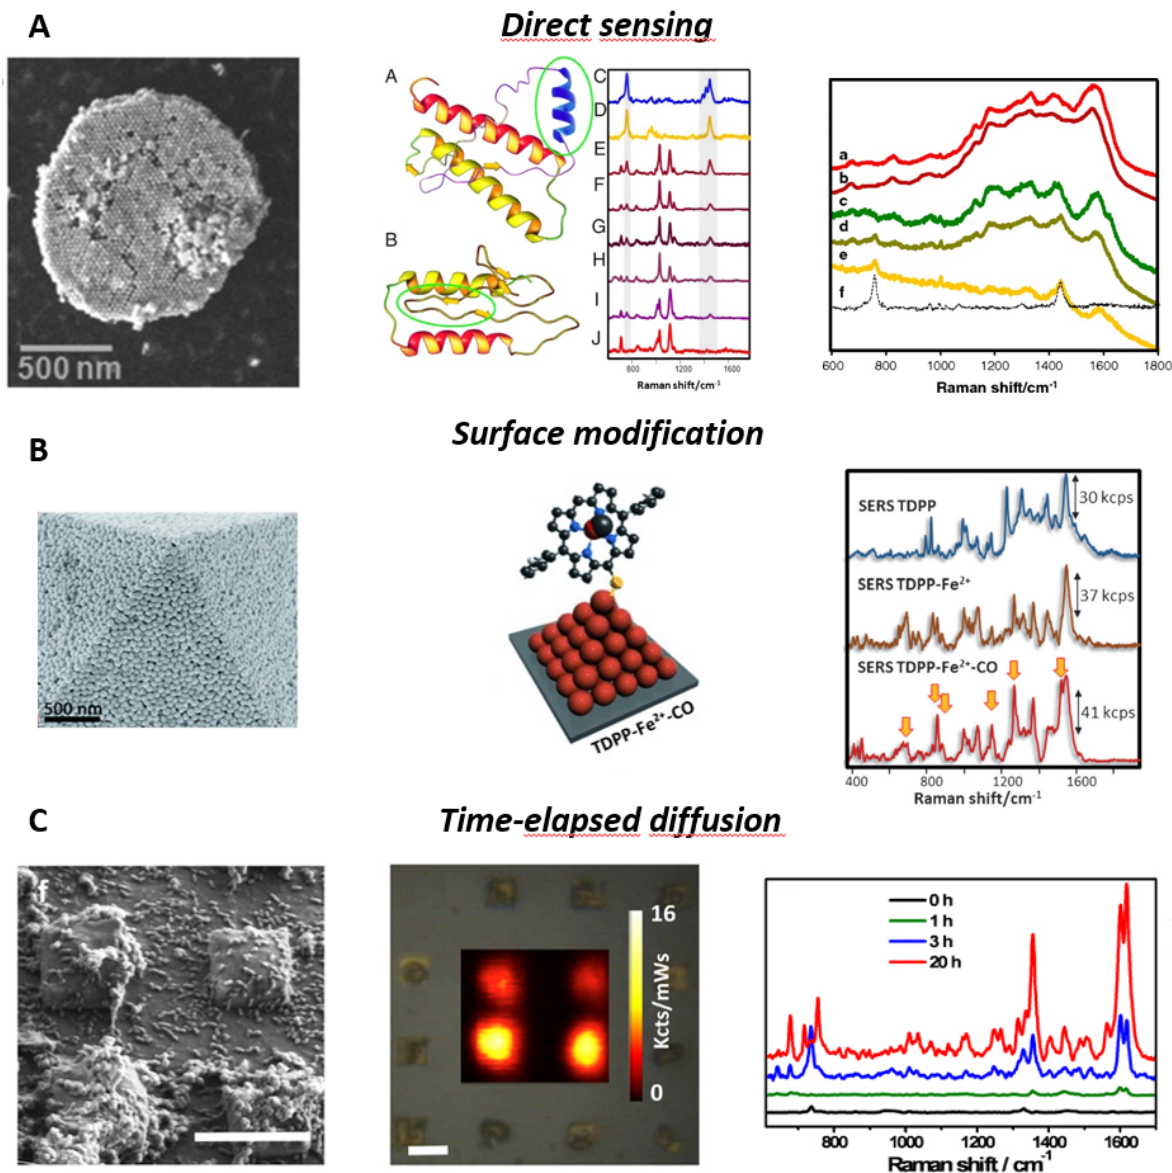 A
Direct sensing
500 nm
A
B
C
D
E
F
G
H
I
J
800 1200 1600
Raman shift/cm⁻¹
a
b
c
d
e
f
600 800 1000 1200 1400 1600 1800
Raman shift/cm⁻¹
B
Surface modification
500 nm
TDPP-Fe²⁺-CO
SERS TDPP
30 kcps
SERS TDPP-Fe²⁺
37 kcps
SERS TDPP-Fe²⁺-CO
41 kcps
400 800 1200 1600
Raman shift/cm⁻¹
C
Time-elapsed diffusion
f
16
Kcts/mWs
0
0 h
1 h
3 h
20 h
800 1000 1200 1400 1600
Raman shift / cm⁻¹